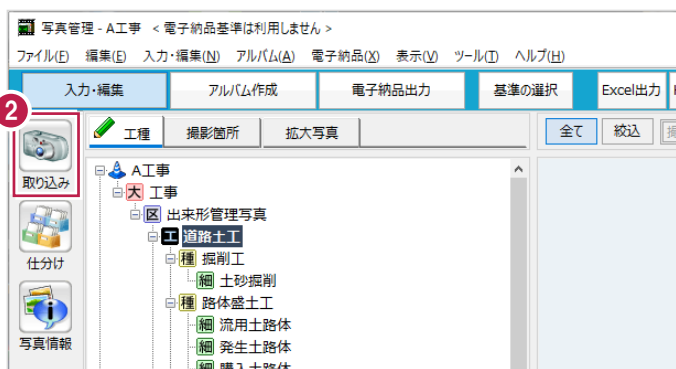 写真管理 - A工事 < 電子納品基準は利用しません >
ファイル(F) 編集(E) 入力・編集(N) アルバム(A) 電子納品(X) 表示(V) ツール(T) ヘルプ(H)
入力・編集 アルバム作成 電子納品出力 基準の選択 Excel出力
2
工種 撮影箇所 拡大写真 全て 絞込
取り込み
仕分け
写真情報
A工事
大 工事
区 出来形管理写真
工 道路土工
種 掘削工
細 土砂掘削
種 路体盛土工
細 流用土路体
細 発生土路体
細 購入土路体